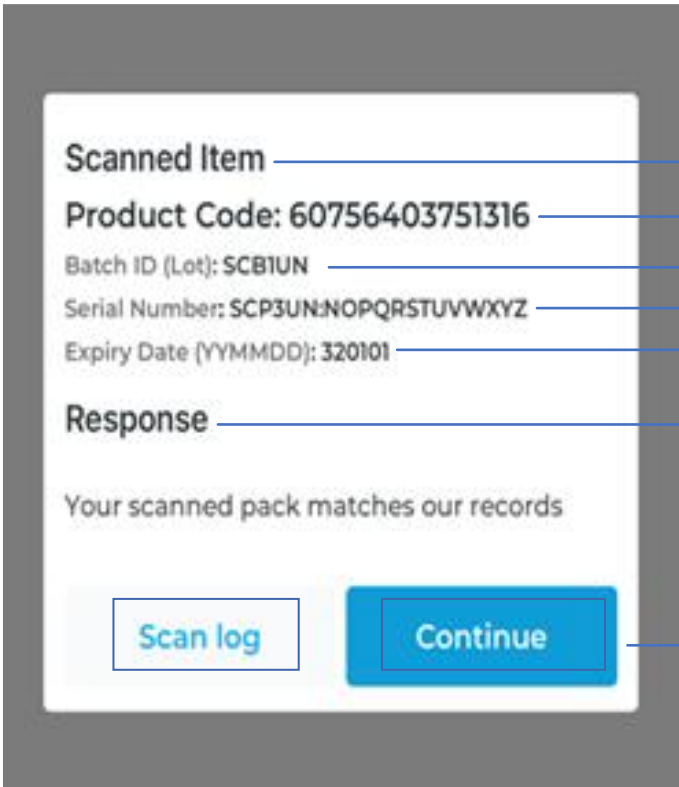 Scanned Item
Product Code: 60756403751316
Batch ID (Lot): SCB1UN
Serial Number: SCP3UN:NOPQRSTUVWXYZ
Expiry Date (YYMMDD): 320101
Response
Your scanned pack matches our records
Scan log
Continue